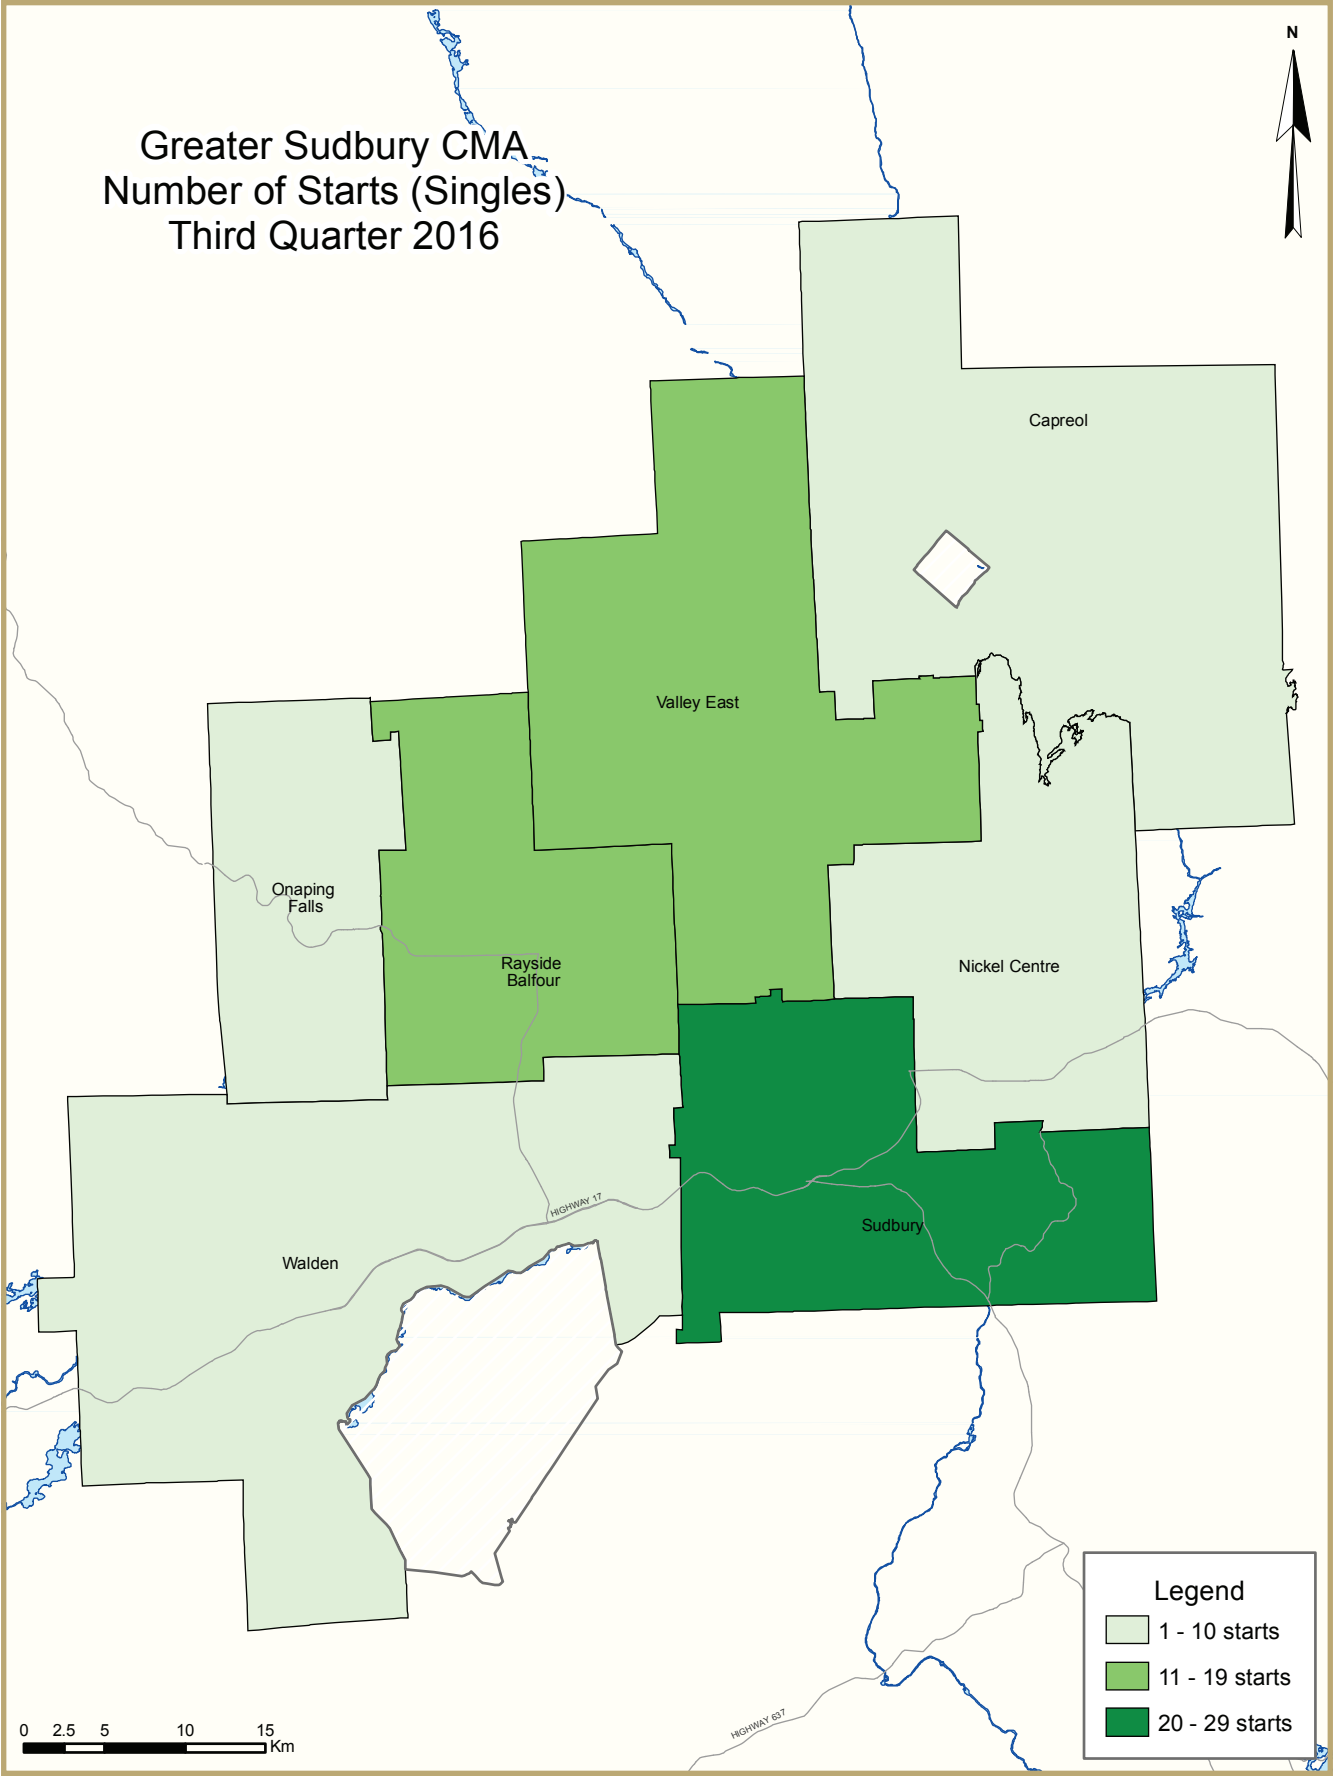 N
Greater Sudbury CMA
Number of Starts (Singles)
Third Quarter 2016
Capreol
Valley East
Onaping
Falls
Rayside
Balfour
Nickel Centre
HIGHWAY 17
Sudbury
Walden
Legend
1 - 10 starts
11 - 19 starts
20 - 29 starts
HIGHWAY 637
0 2.5 5 10 15
Km